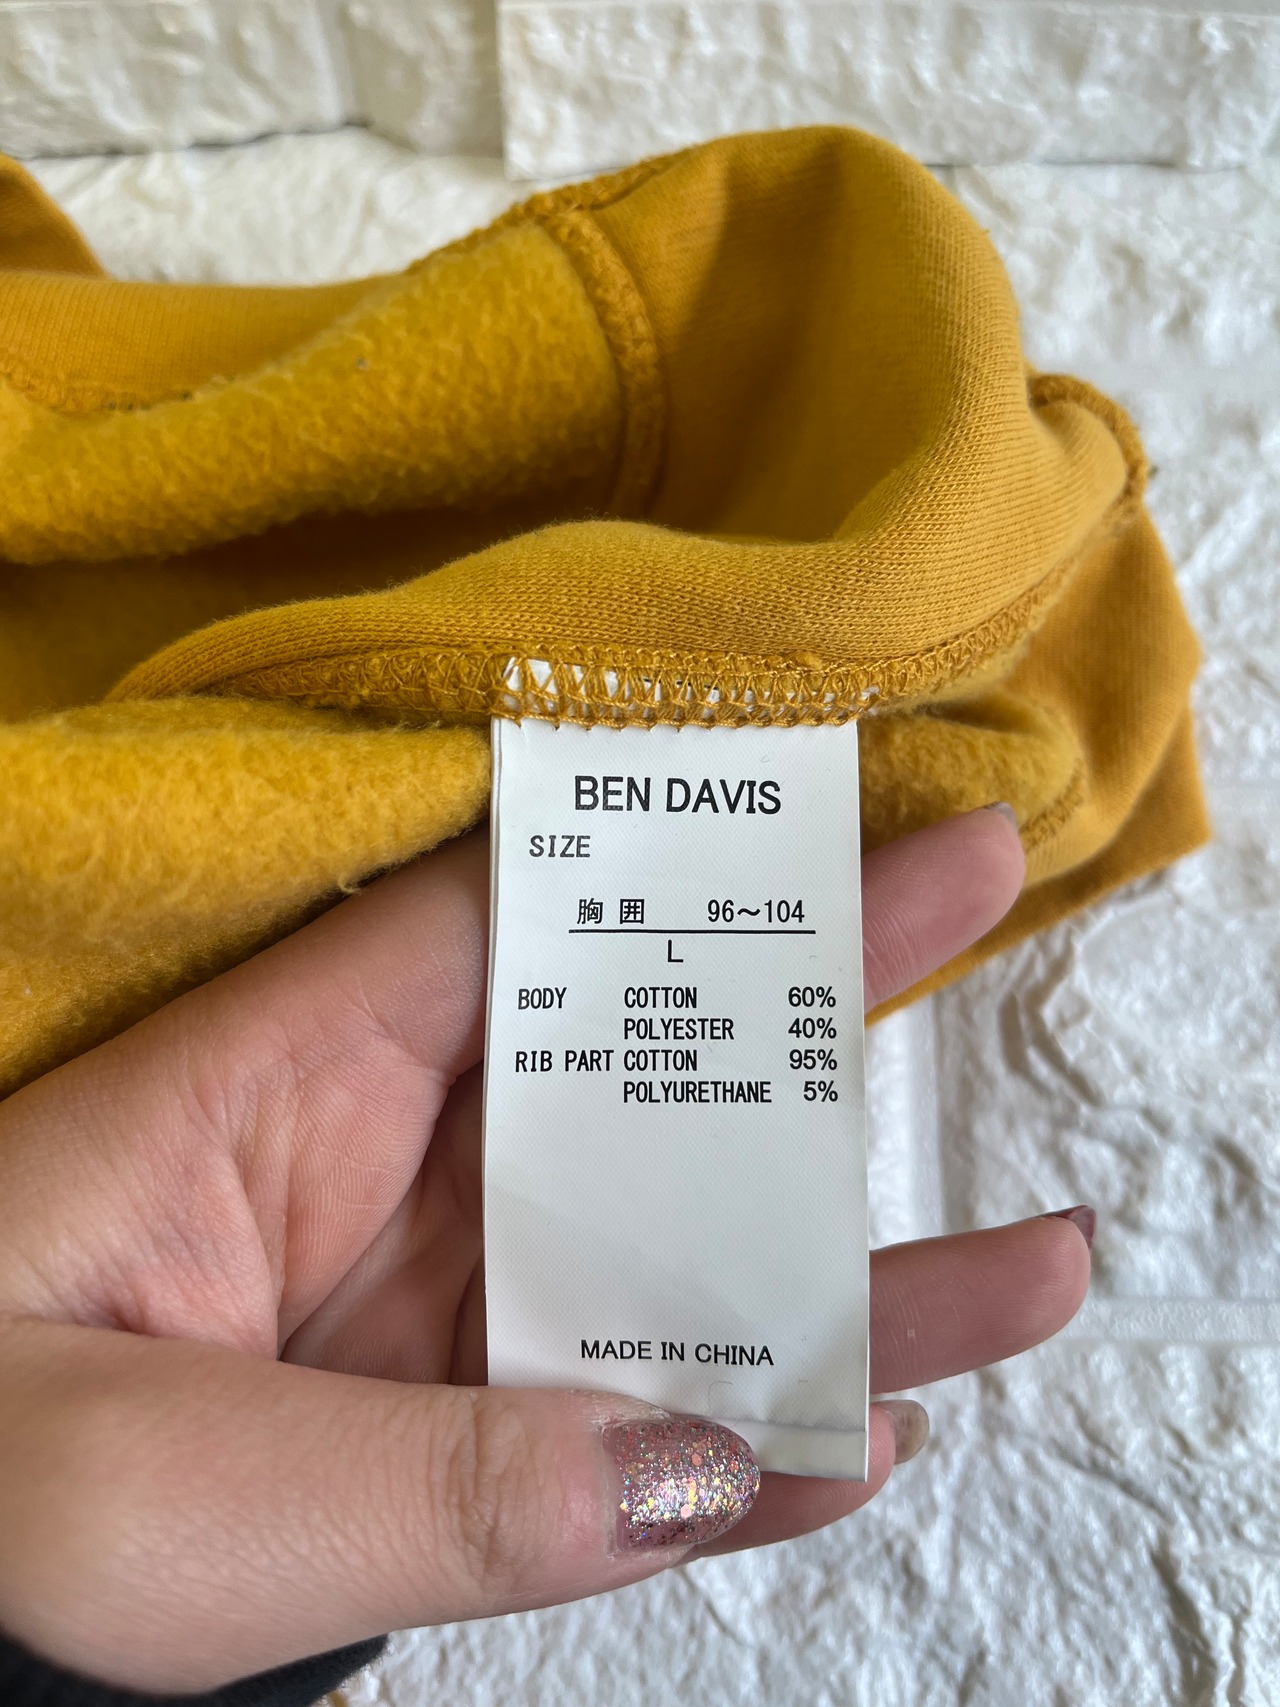 BEN DAVIS
SIZE
胸囲 96～104
L
BODY COTTON 60%
POLYESTER 40%
RIB PART COTTON 95%
POLYURETHANE 5%
MADE IN CHINA